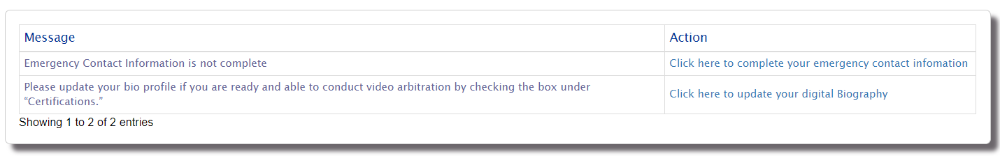 Message Action
Emergency Contact Information is not complete Click here to complete your emergency contact infomation
Please update your bio profile if you are ready and able to conduct video arbitration by checking the box under
“Certifications.”
Click here to update your digital Biography
Showing 1 to 2 of 2 entries